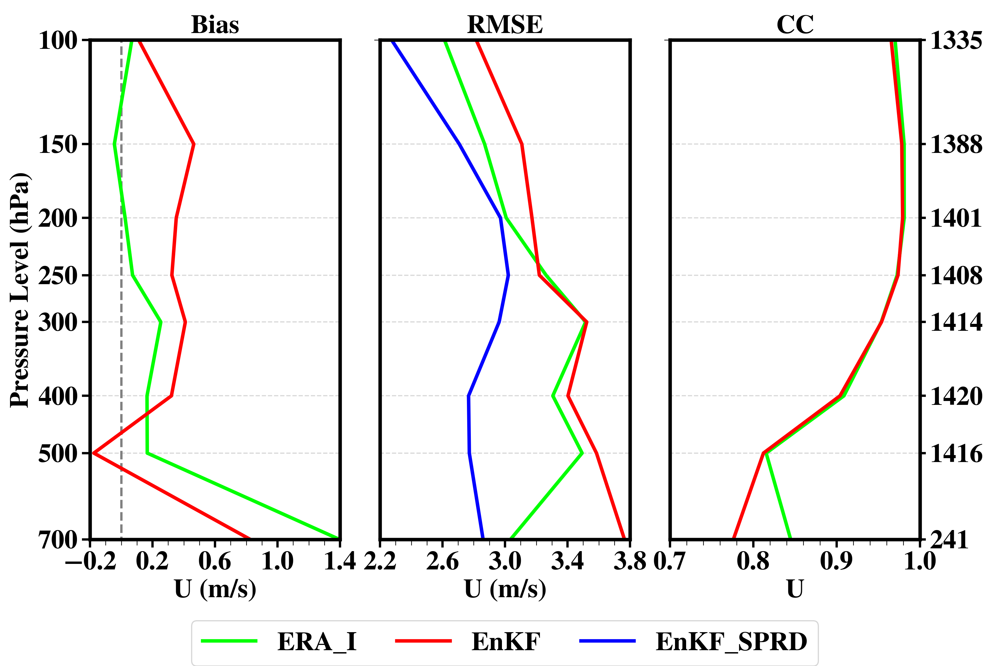 Bias RMSE CC
100 1335
150 1388
200 1401
250 1408
300 1414
400 1420
500 1416
700 241
Pressure Level (hPa)
−0.2 0.2 0.6 1.0 1.4 2.2 2.6 3.0 3.4 3.8 0.7 0.8 0.9 1.0
U (m/s) U (m/s) U
ERA_I EnKF EnKF_SPRD